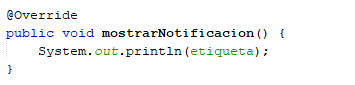 @Override
public void mostrarNotificacion() {
    System.out.println(etiqueta);
}